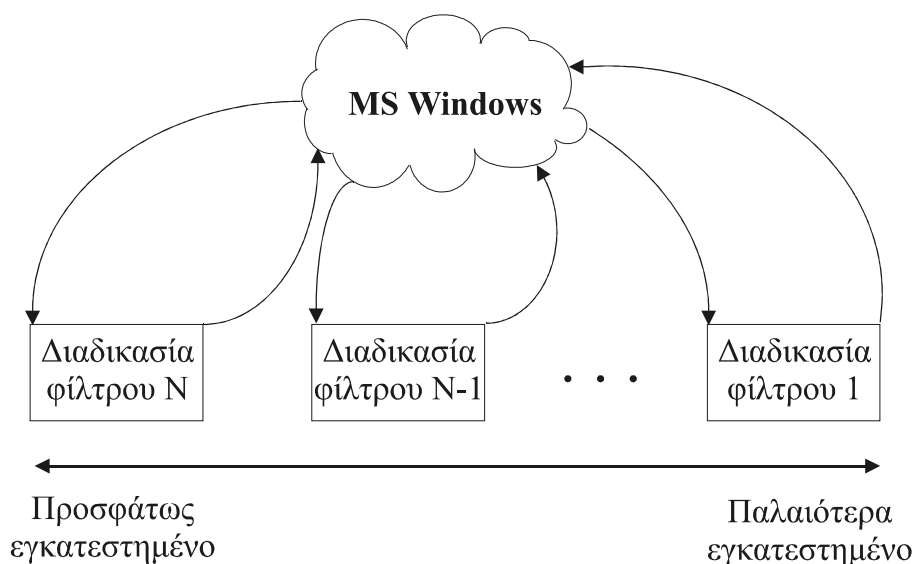 MS Windows
Διαδικασία
φίλτρου N
Διαδικασία
φίλτρου N-1
. . .
Διαδικασία
φίλτρου 1
Προσφάτως
εγκατεστημένο
Παλαιότερα
εγκατεστημένο